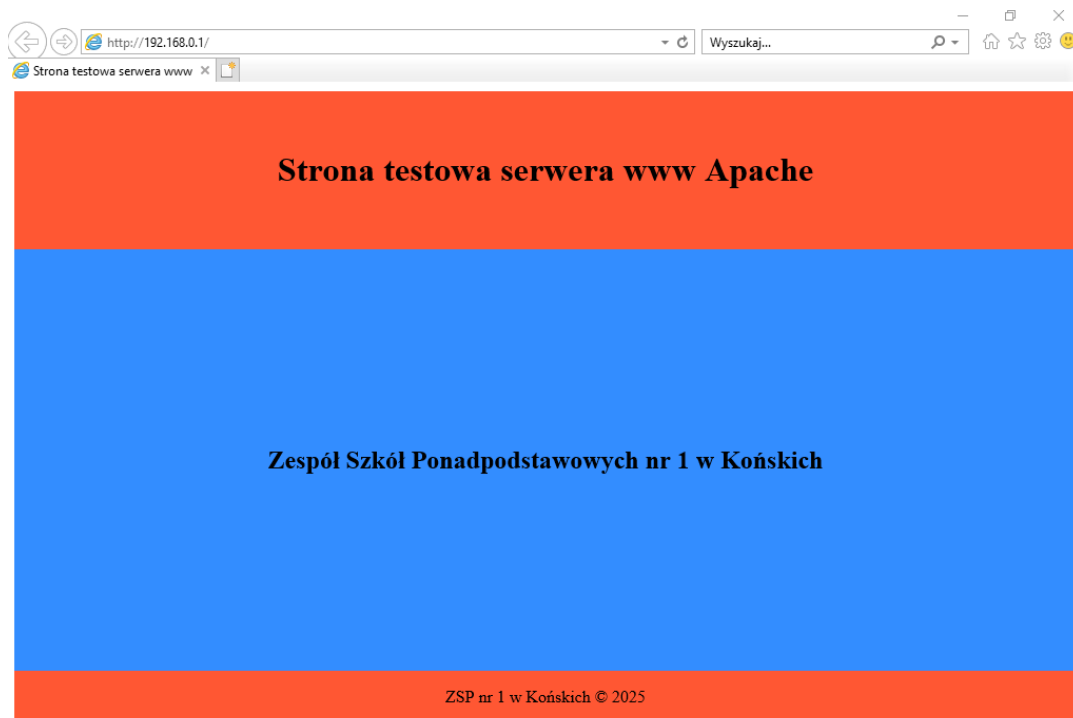 http://192.168.0.1/
Wyszukaj...
Strona testowa serwera www
Strona testowa serwera www Apache
Zespół Szkół Ponadpodstawowych nr 1 w Końskich
ZSP nr 1 w Końskich © 2025